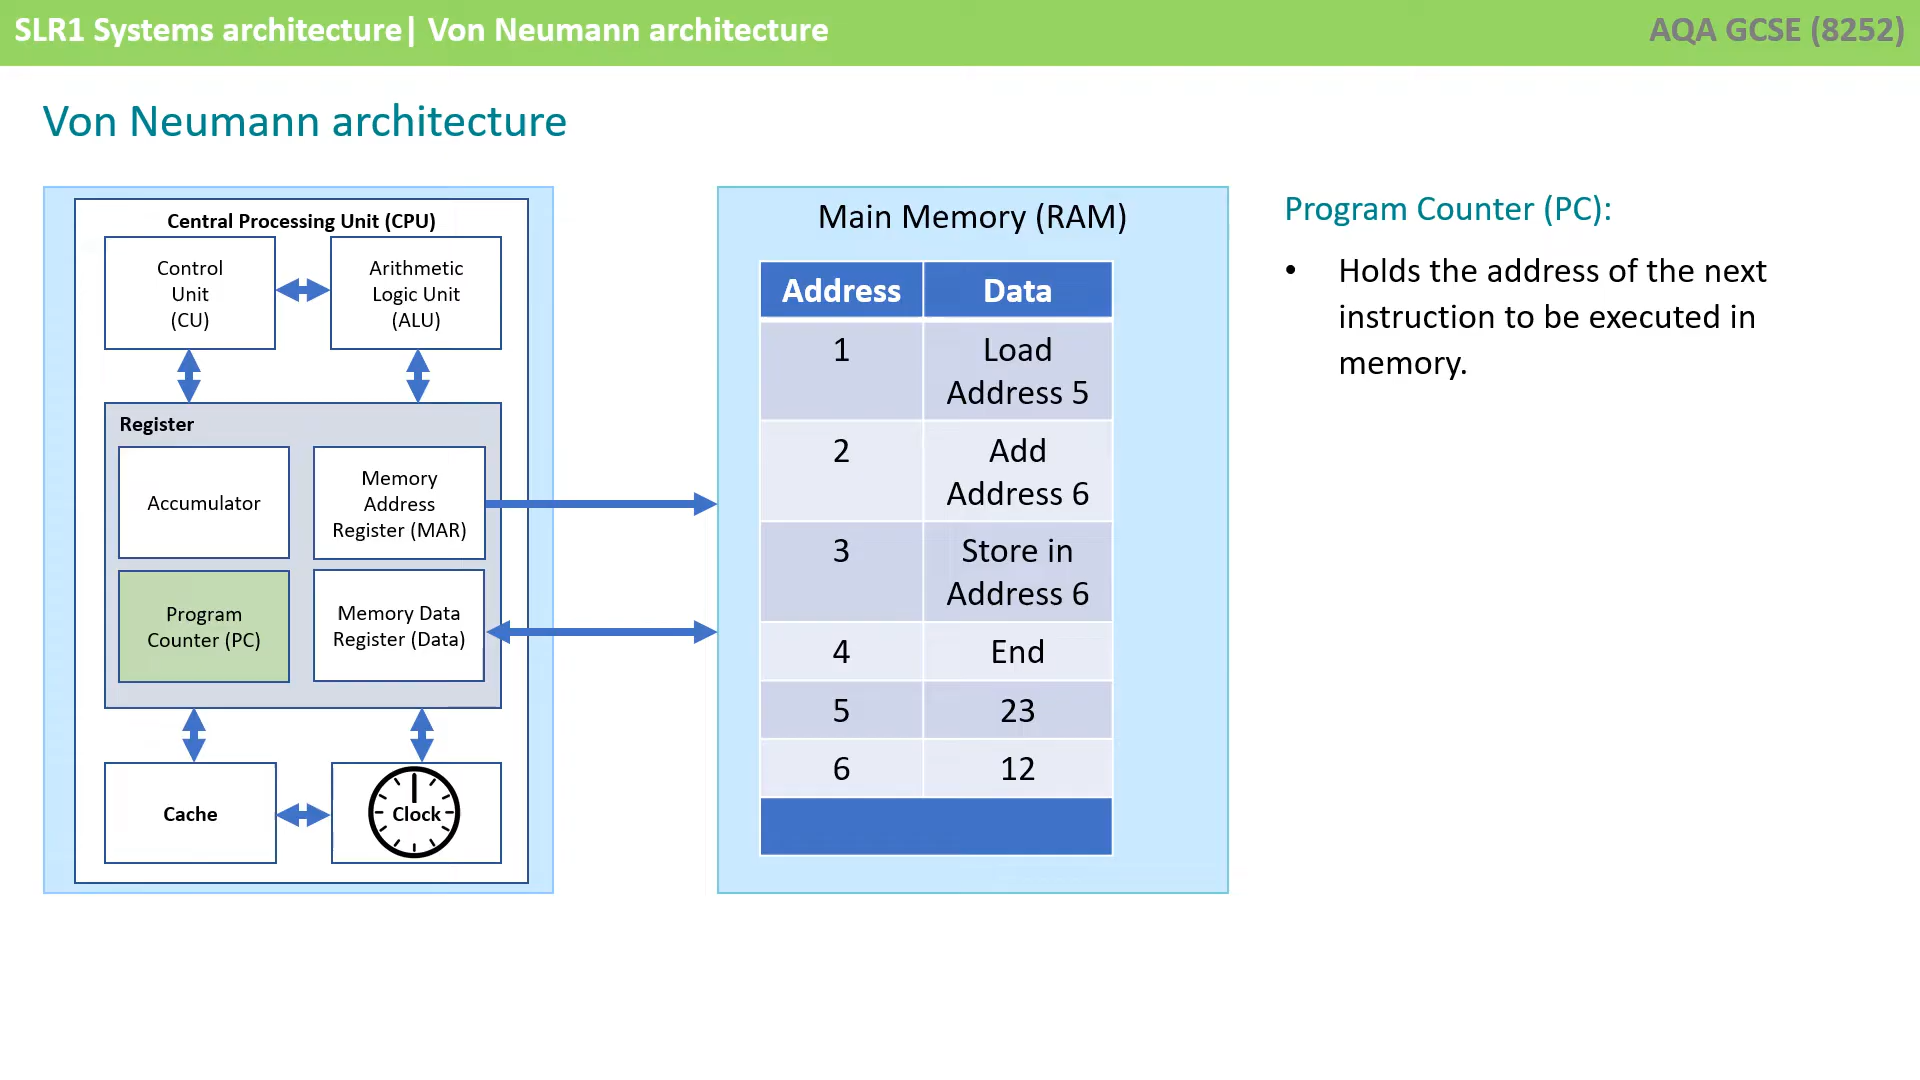 SLR1 Systems architecture| Von Neumann architecture
AQA GCSE (8252)
Von Neumann architecture
Central Processing Unit (CPU)
Control
Unit
(CU)
Arithmetic
Logic Unit
(ALU)
Register
Accumulator
Memory
Address
Register (MAR)
Program
Counter (PC)
Memory Data
Register (Data)
Cache
Clock
Main Memory (RAM)
Address Data
1 Load
Address 5
2 Add
Address 6
3 Store in
Address 6
4 End
5 23
6 12
Program Counter (PC):
• Holds the address of the next
instruction to be executed in
memory.